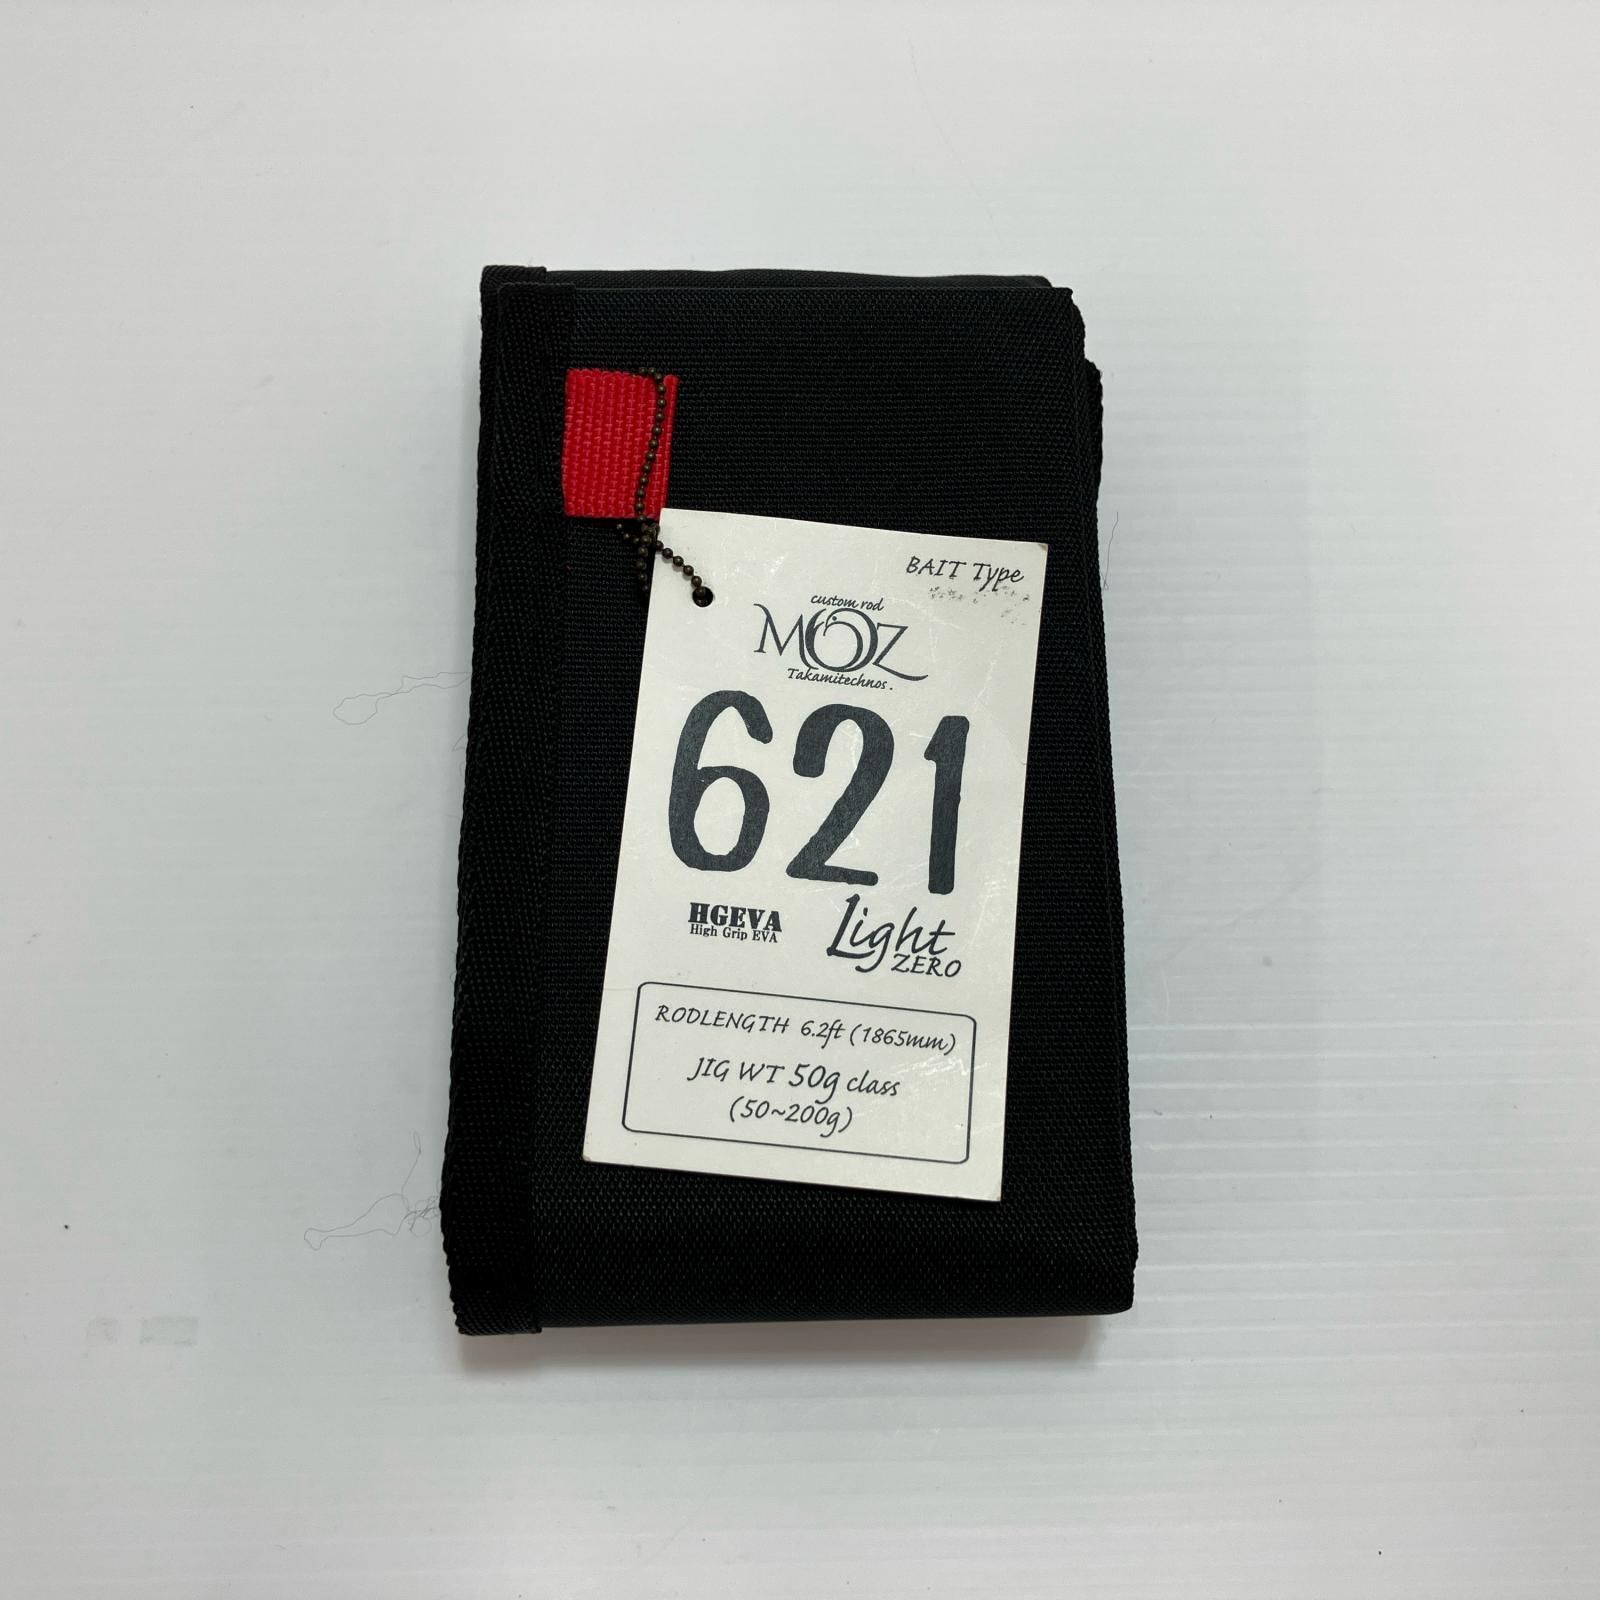 BAIT Type
custom rod
MOZ
Takamitechnos.
621
HGEVA
High Grip EVA
Light
ZERO
RODLENGTH 6.2ft (1865mm)
JIG WT 50g class
(50~200g)